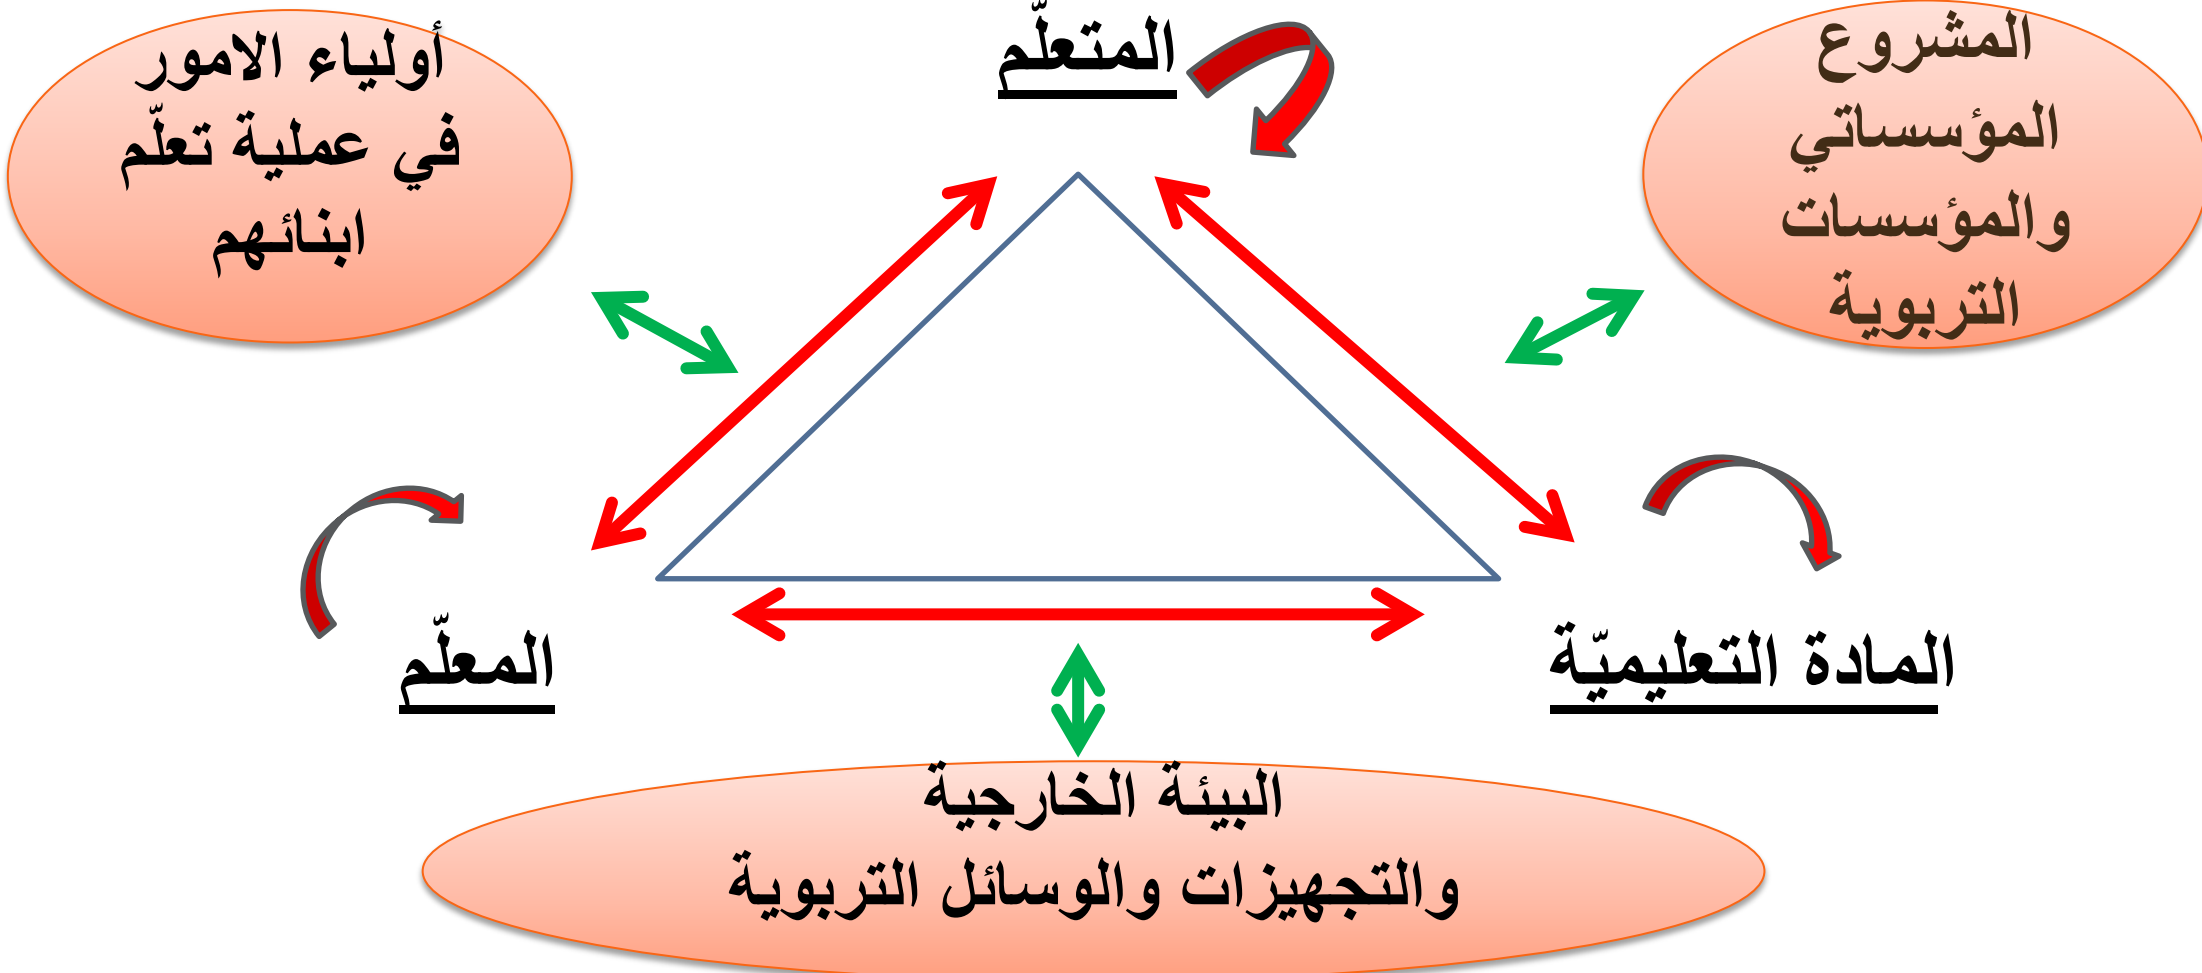 المتعلّم
المشروع
المؤسساتي
والمؤسسات
التربوية
أولياء الامور
في عملية تعلّم
ابنائهم
المادة التعليميّة
المعلّم
البيئة الخارجية
والتجهيزات والوسائل التربوية